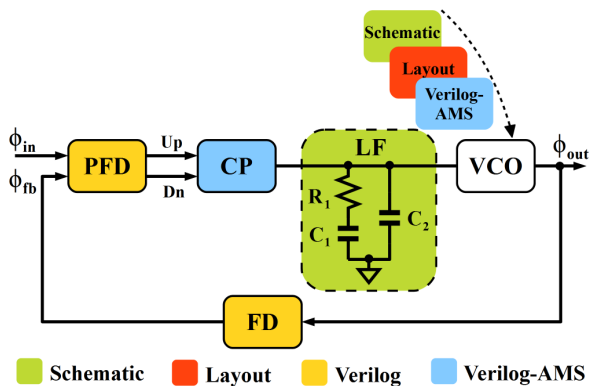 Schematic
Layout
Verilog-
AMS
ϕin
Up
LF
ϕout
PFD
CP
VCO
ϕfb
Dn
R1
C1
C2
FD
Schematic
Layout
Verilog
Verilog-AMS